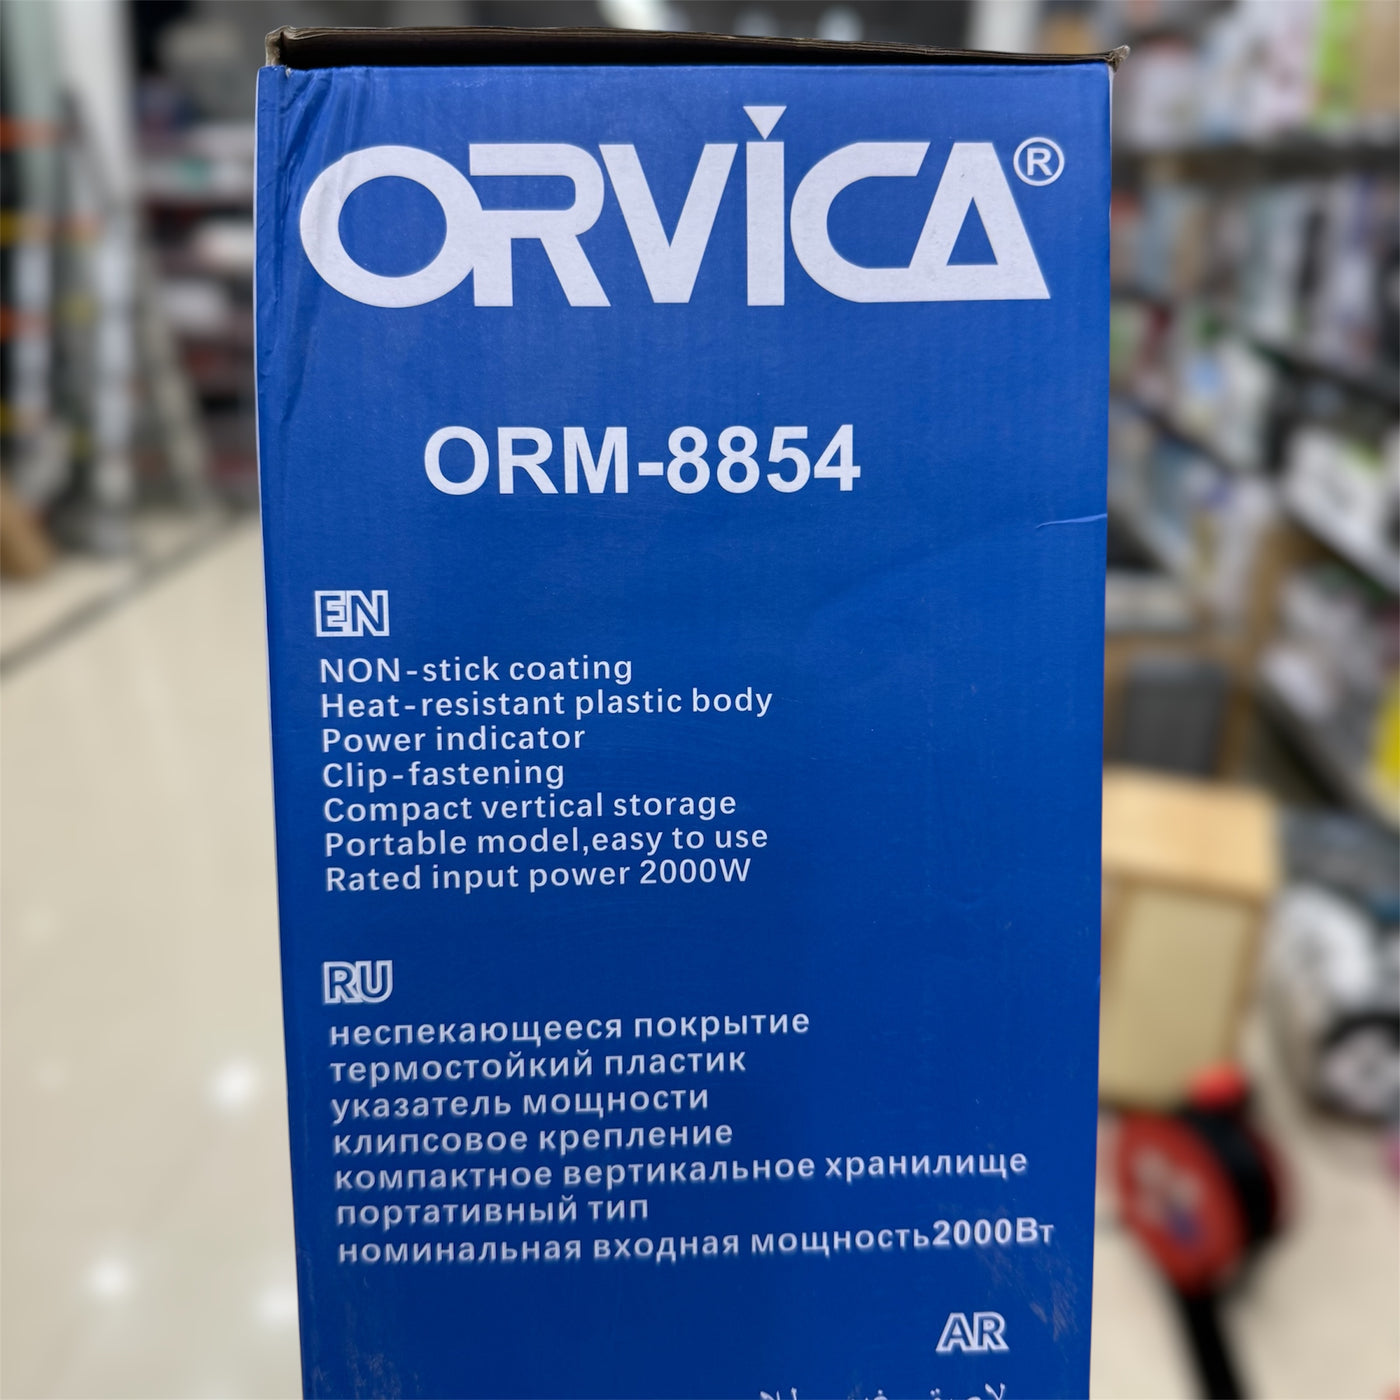 ORVICA®
ORM-8854
EN
NON-stick coating
Heat-resistant plastic body
Power indicator
Clip-fastening
Compact vertical storage
Portable model,easy to use
Rated input power 2000W
RU
неспекающееся покрытие
термостойкий пластик
указатель мощности
клипсовое крепление
компактное вертикальное хранилище
портативный тип
номинальная входная мощность2000Вт
AR